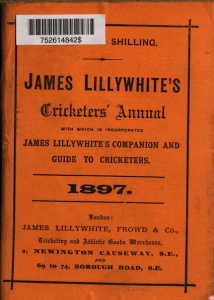 752614842$
SHILLING.
JAMES LILLYWHITE'S
Cricketers' Annual
WITH WHICH IS INCORPORATED
JAMES LILLYWHITE'S COMPANION AND
GUIDE TO CRICKETERS.
1897.
London:
JAMES LILLYWHITE, FROWD & Co.,
Cricketing and Athletic Goods Warehouse,
2, NEWINGTON CAUSEWAY, S.E.,
AND
69 to 74, BOROUGH ROAD, S.E.